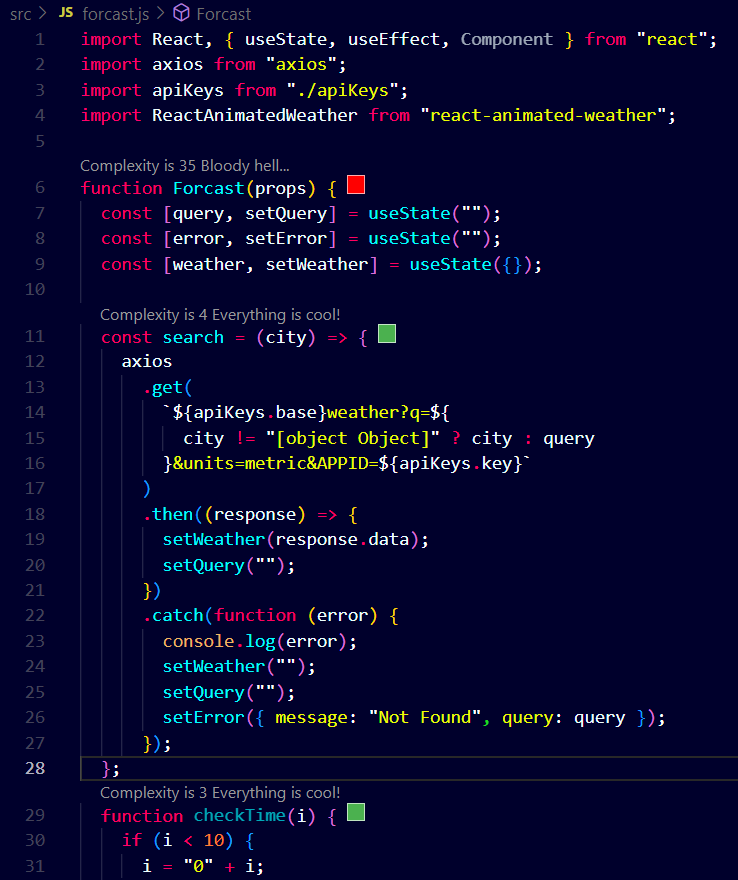 src > JS forcast.js > Forcast
1 import React, { useState, useEffect, Component } from "react";
2 import axios from "axios";
3 import apiKeys from "./apiKeys";
4 import ReactAnimatedWeather from "react-animated-weather";
5
Complexity is 35 Bloody hell...
6 function Forcast(props) {
7 const [query, setQuery] = useState("");
8 const [error, setError] = useState("");
9 const [weather, setWeather] = useState({});
10
Complexity is 4 Everything is cool!
11 const search = (city) => {
12 axios
13 .get(
14 `${apiKeys.base}weather?q=${
15 city != "[object Object]" ? city : query
16 }&units=metric&APPID=${apiKeys.key}`
17 )
18 .then((response) => {
19 setWeather(response.data);
20 setQuery("");
21 })
22 .catch(function (error) {
23 console.log(error);
24 setWeather("");
25 setQuery("");
26 setError({ message: "Not Found", query: query });
27 });
28 };
Complexity is 3 Everything is cool!
29 function checkTime(i) {
30 if (i < 10) {
31 i = "0" + i;